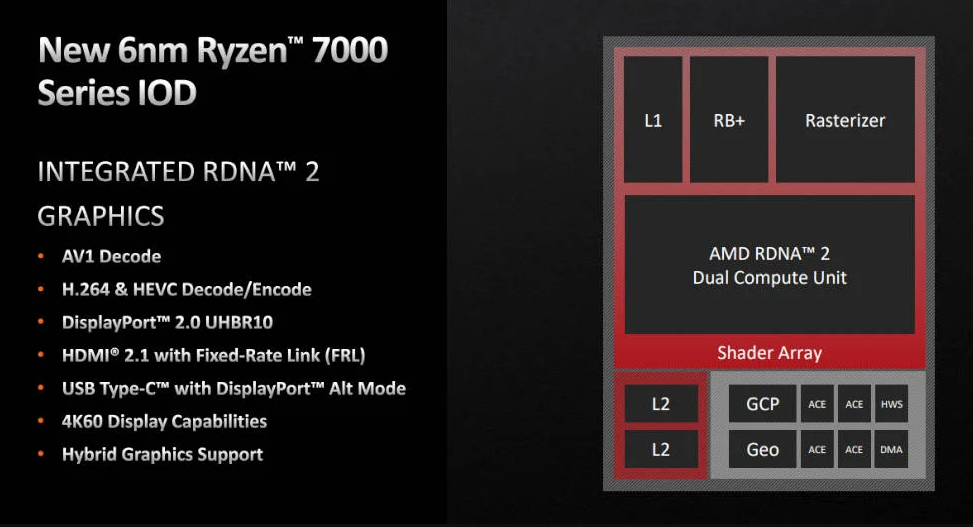 New 6nm Ryzen™ 7000
Series IOD
INTEGRATED RDNA™ 2
GRAPHICS
• AV1 Decode
• H.264 & HEVC Decode/Encode
• DisplayPort™ 2.0 UHBR10
• HDMI® 2.1 with Fixed-Rate Link (FRL)
• USB Type-C™ with DisplayPort™ Alt Mode
• 4K60 Display Capabilities
• Hybrid Graphics Support
L1 RB+ Rasterizer
AMD RDNA™ 2
Dual Compute Unit
Shader Array
L2 GCP ACE ACE HWS
L2 Geo ACE ACE DMA